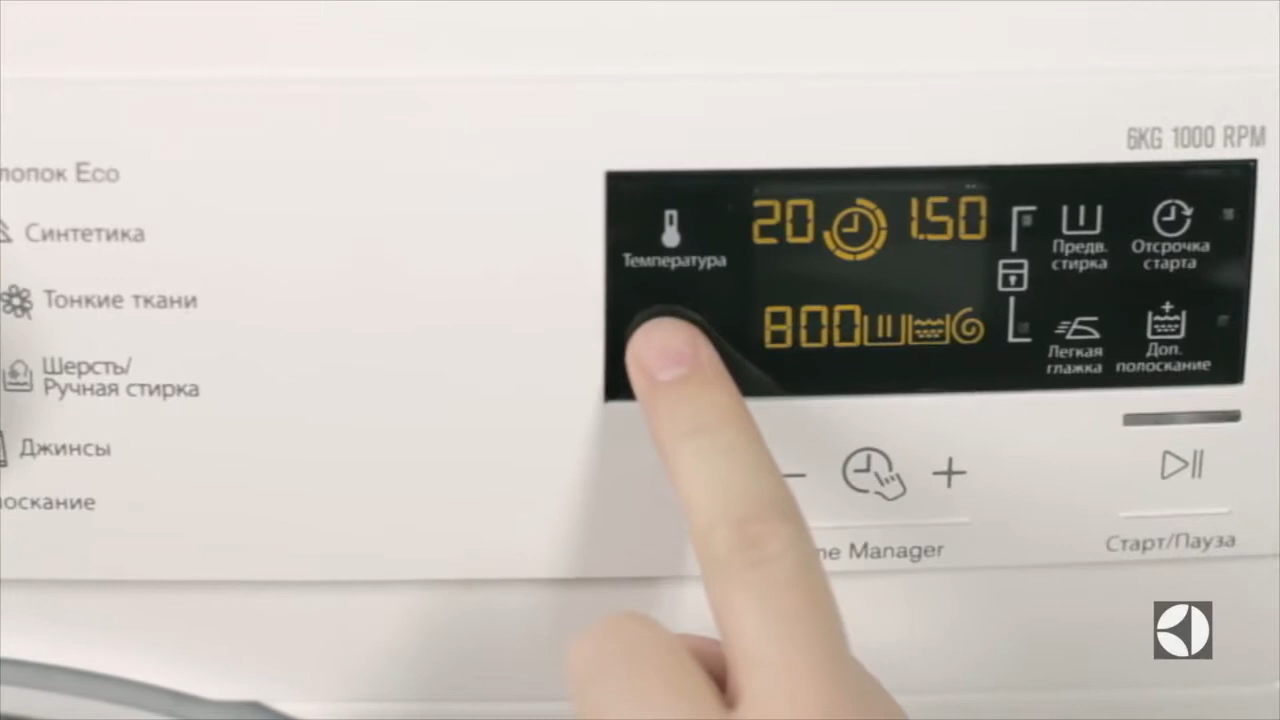 6KG 1000 RPM
лопок Eco
Синтетика
Тонкие ткани
Шерсть/
Ручная стирка
Джинсы
оскание
Температура
20 1.50
800
Предв.
стирка
Отсрочка
старта
Легкая
глажка
Доп.
полоскание
me Manager
Старт/Пауза